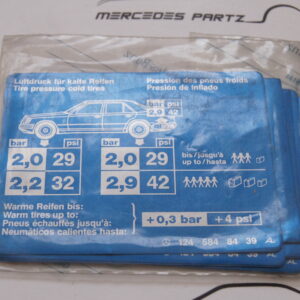 MERCEDES PARTZ
Luftdruck für kalte Reifen
Tire pressure cold tires
Pression des pneus froids
Presión de inflado
bar psi
2,9 42
bar psi bar psi
2,0 29 2,0 29 bis/jusqu'à
up to/hasta
2,2 32 2,9 42
Warme Reifen bis:
Warm tires up to:
Pneus échauffés jusqu'à:
Neumáticos calientes hasta:
+0,3 bar +4 psi
124 584 84 39